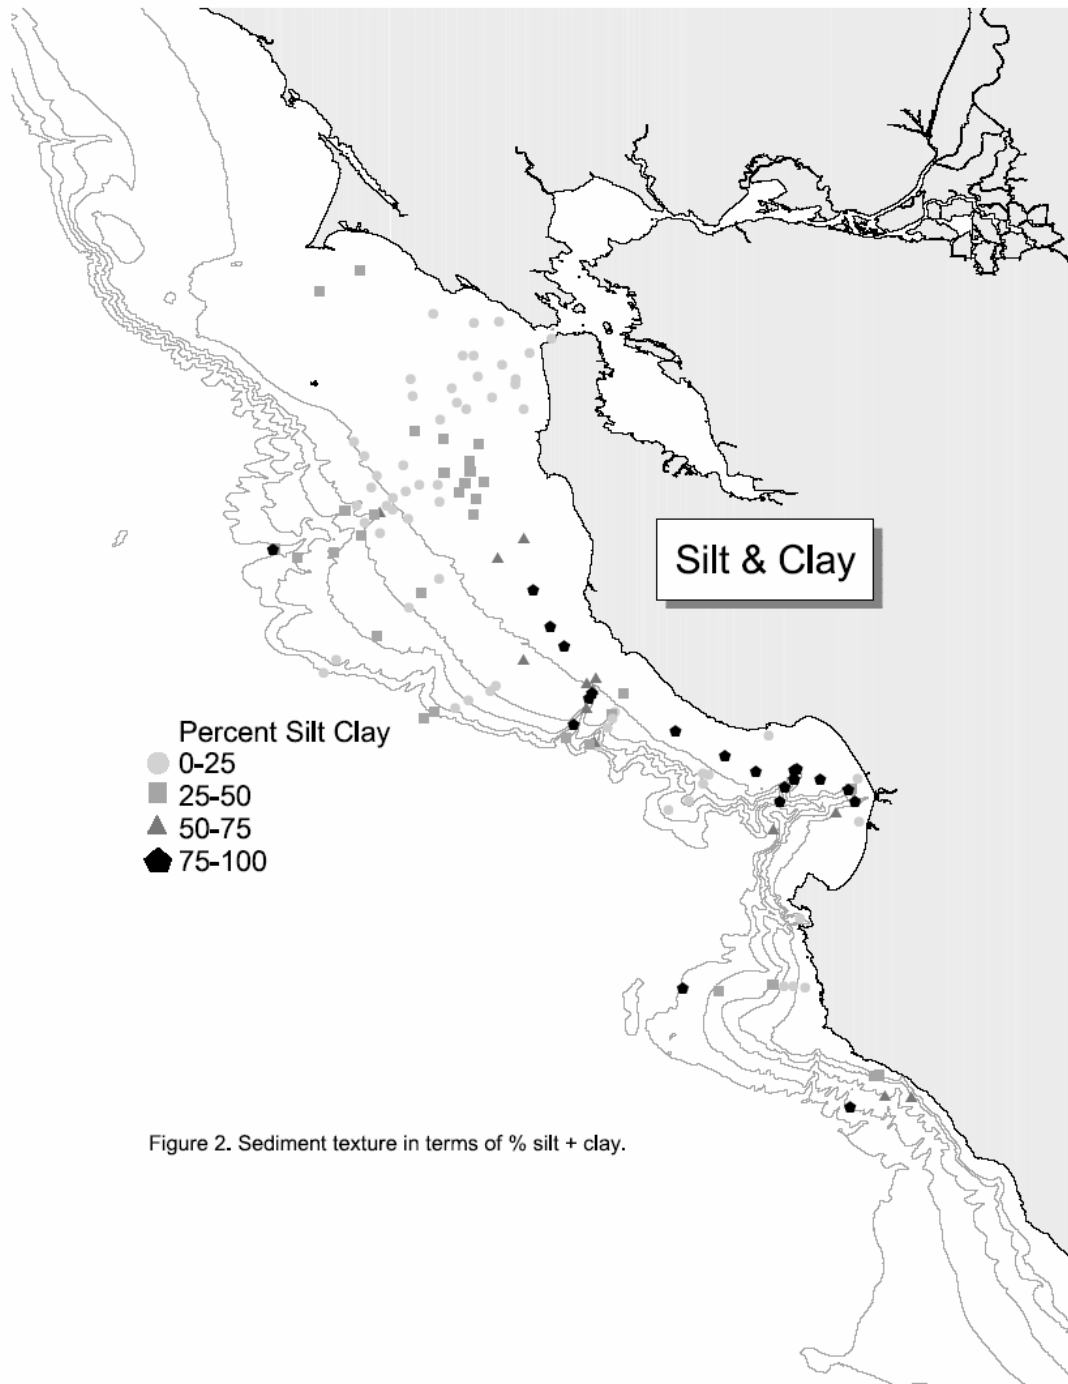 Silt & Clay
Percent Silt Clay
0-25
25-50
50-75
75-100
Figure 2. Sediment texture in terms of % silt + clay.